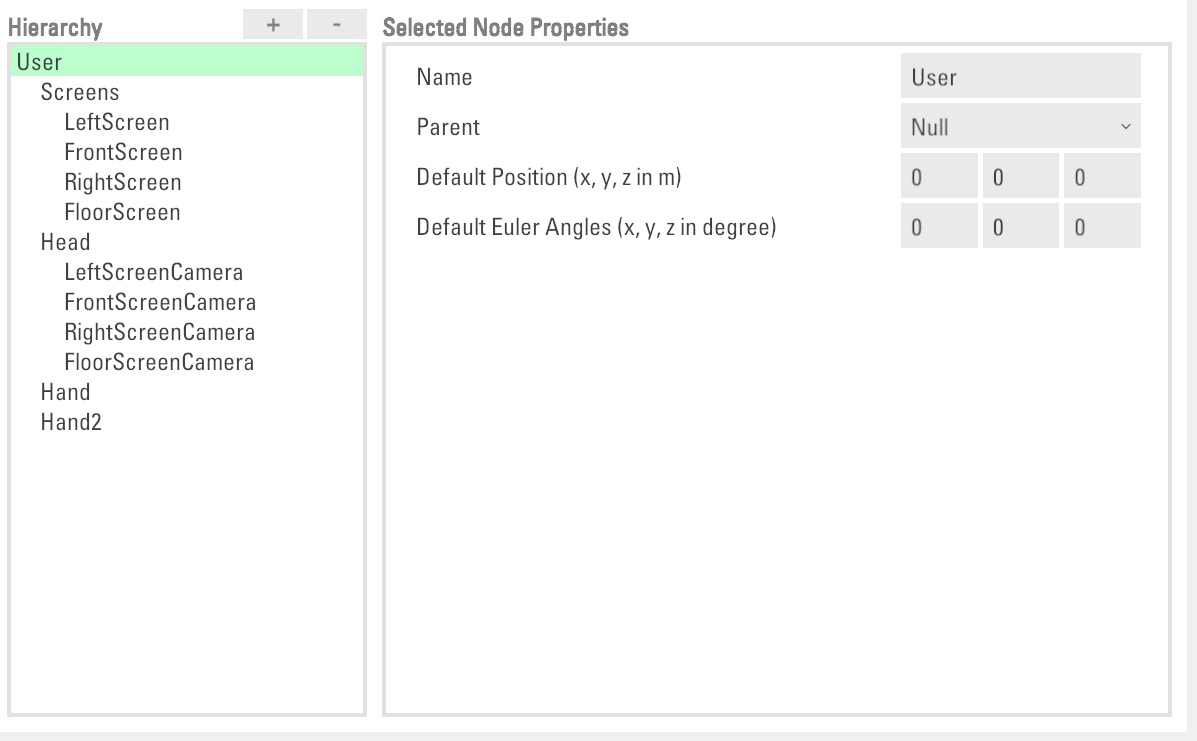 Hierarchy + -
User
Screens
LeftScreen
FrontScreen
RightScreen
FloorScreen
Head
LeftScreenCamera
FrontScreenCamera
RightScreenCamera
FloorScreenCamera
Hand
Hand2
Selected Node Properties
Name User
Parent Null
Default Position (x, y, z in m) 0 0 0
Default Euler Angles (x, y, z in degree) 0 0 0